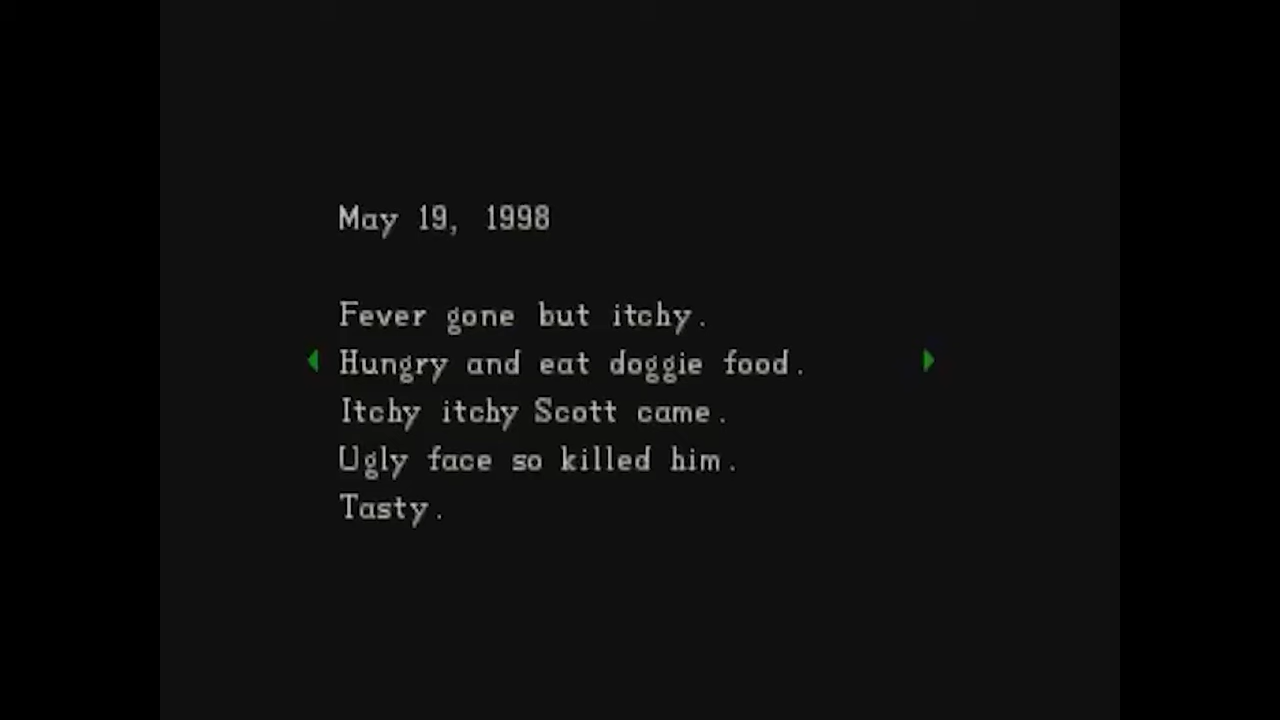 May 19, 1998
Fever gone but itchy.
Hungry and eat doggie food.
Itchy itchy Scott came.
Ugly face so killed him.
Tasty.